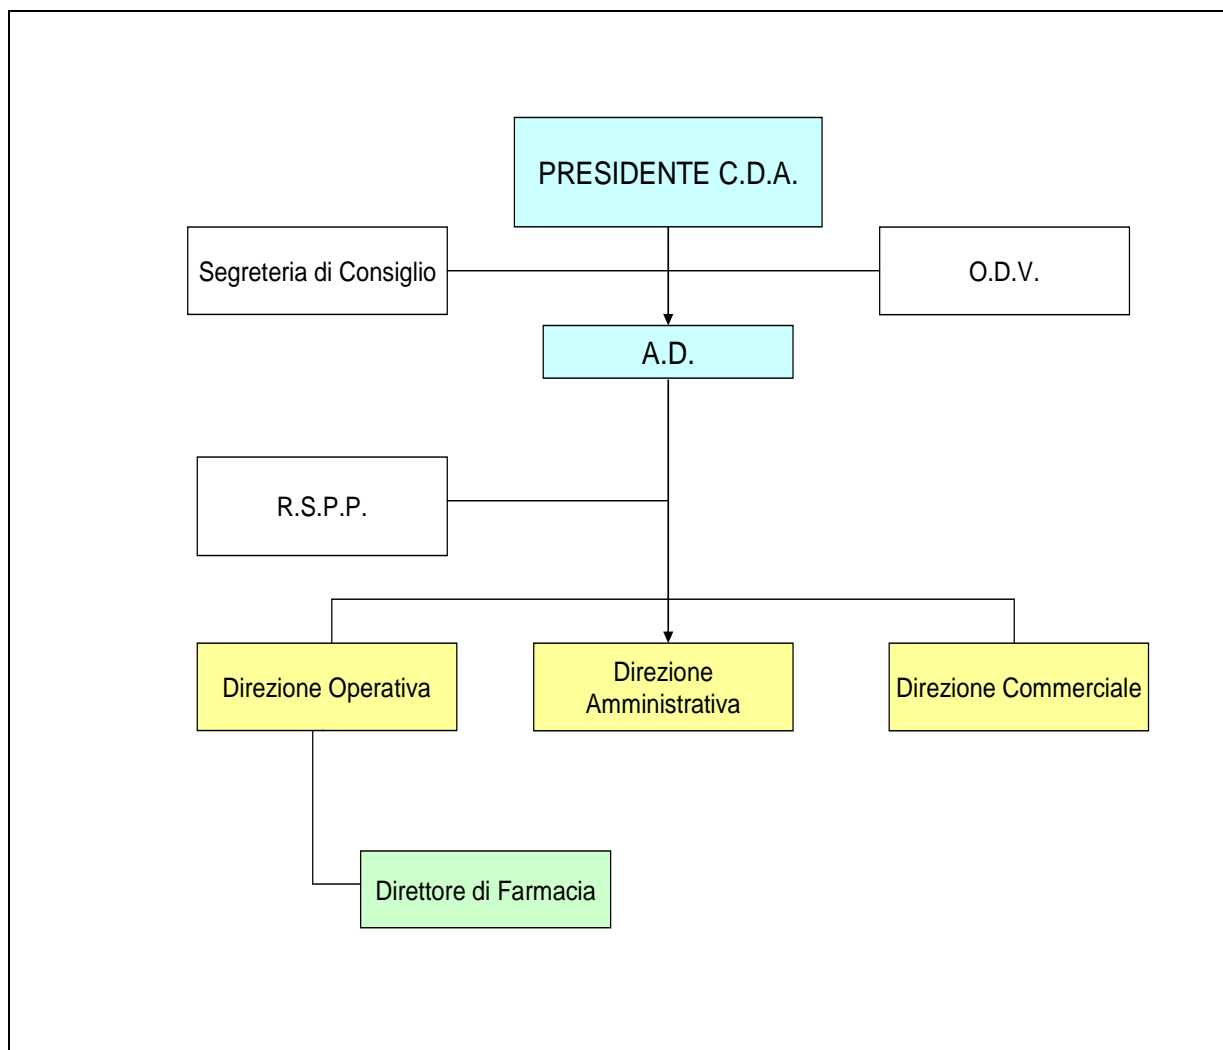 PRESIDENTE C.D.A.
Segreteria di Consiglio
O.D.V.
A.D.
R.S.P.P.
Direzione Operativa
Direzione
Amministrativa
Direzione Commerciale
Direttore di Farmacia